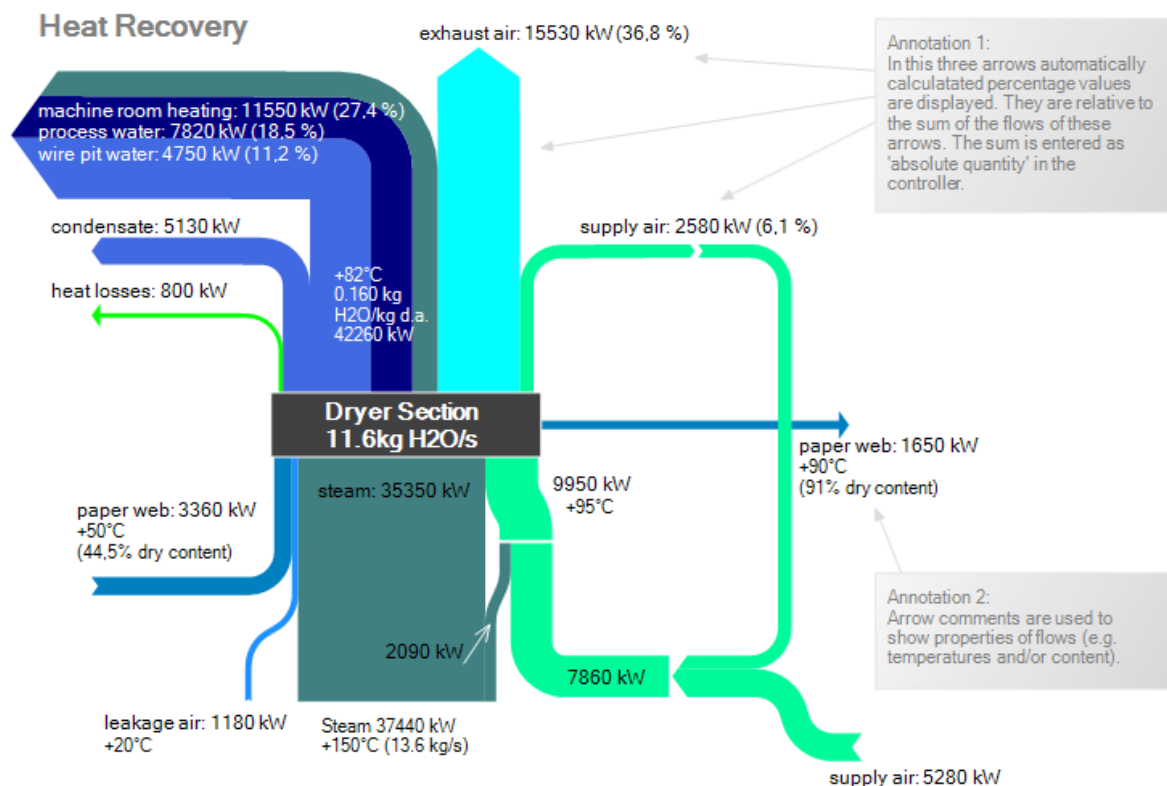 Heat Recovery
exhaust air: 15530 kW (36,8 %)
machine room heating: 11550 kW (27,4 %)
process water: 7820 kW (18,5 %)
wire pit water: 4750 kW (11,2 %)
Annotation 1:
In this three arrows automatically
calculatated percentage values
are displayed. They are relative to
the sum of the flows of these
arrows. The sum is entered as
'absolute quantity' in the
controller.
condensate: 5130 kW
supply air: 2580 kW (6,1 %)
heat losses: 800 kW
+82°C
0.160 kg
H2O/kg d.a.
42260 kW
Dryer Section
11.6kg H2O/s
paper web: 1650 kW
+90°C
(91% dry content)
steam: 35350 kW
9950 kW
+95°C
paper web: 3360 kW
+50°C
(44,5% dry content)
Annotation 2:
Arrow comments are used to
show properties of flows (e.g.
temperatures and/or content).
2090 kW
7860 kW
leakage air: 1180 kW
+20°C
Steam 37440 kW
+150°C (13.6 kg/s)
supply air: 5280 kW